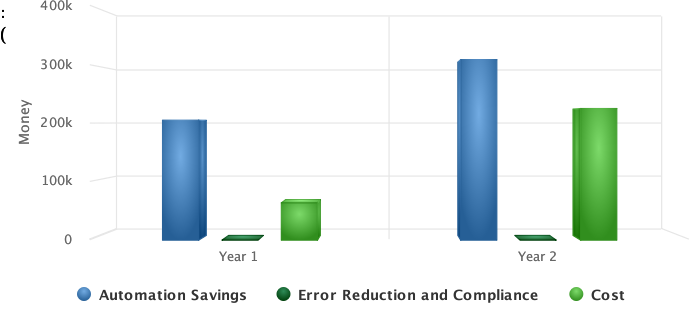 :
(
400k
300k
200k
100k
0
Money
Year 1
Year 2
Automation Savings
Error Reduction and Compliance
Cost